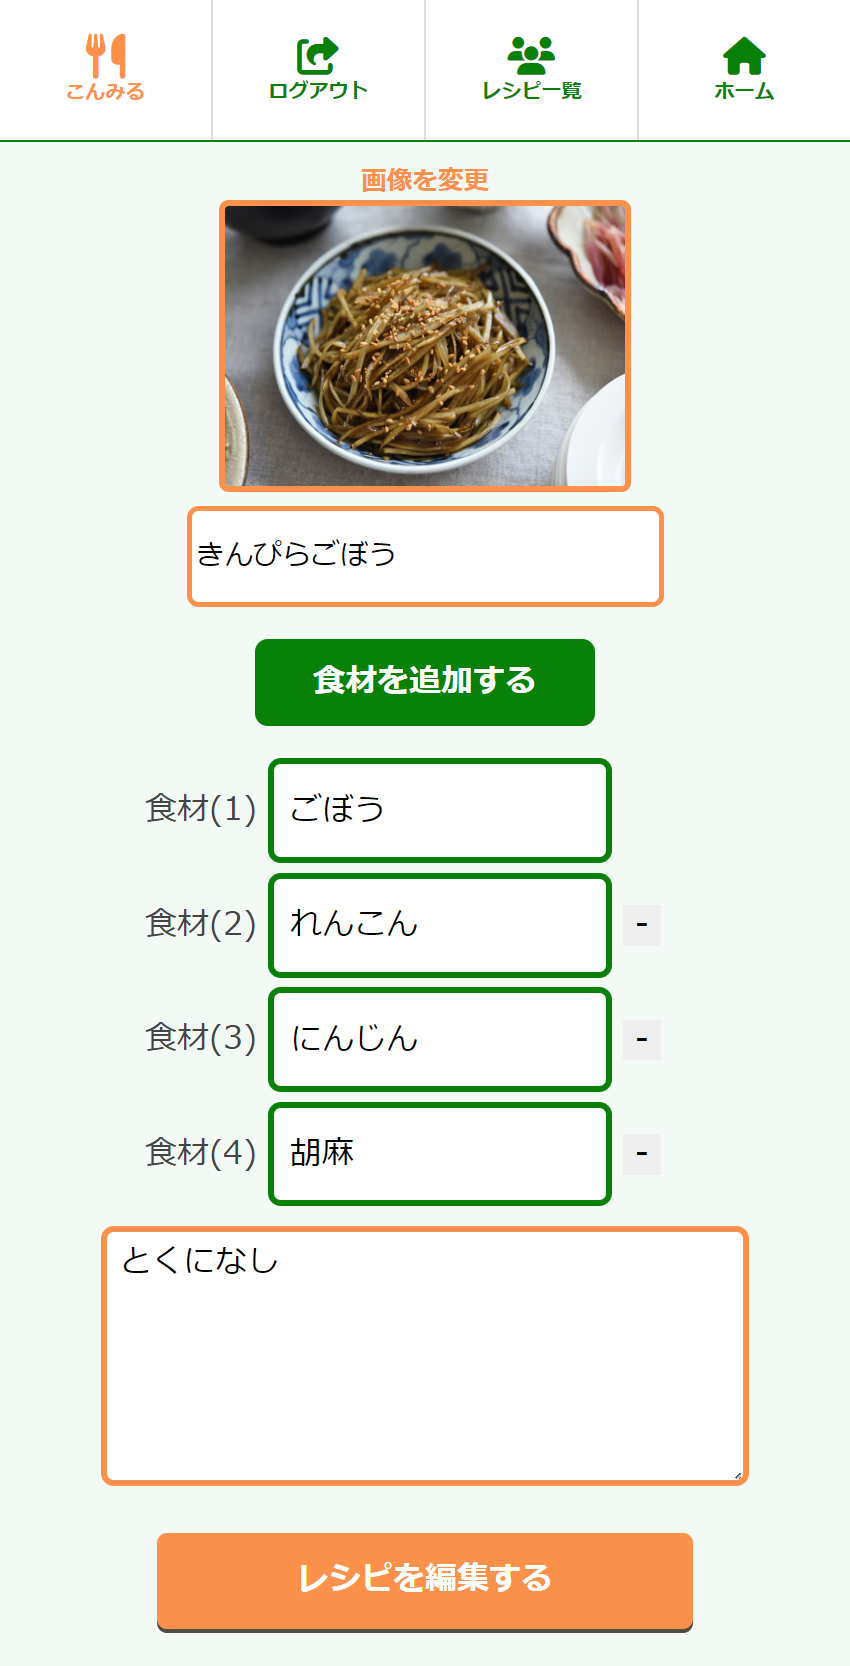 こんみる
ログアウト
レシピ一覧
ホーム
画像を変更
きんぴらごぼう
食材を追加する
食材(1) ごぼう
食材(2) れんこん -
食材(3) にんじん -
食材(4) 胡麻 -
とくになし
レシピを編集する